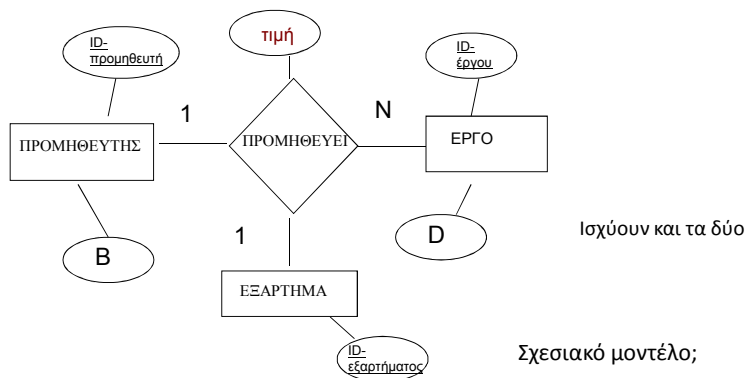 τιμή
ID-
προμηθευτή
ID-
έργου
1
N
ΠΡΟΜΗΘΕΥΤΗΣ
ΠΡΟΜΗΘΕΥΕΙ
ΕΡΓΟ
B
1
D
Ισχύουν και τα δύο
ΕΞΑΡΤΗΜΑ
ID-
εξαρτήματος
Σχεσιακό μοντέλο;